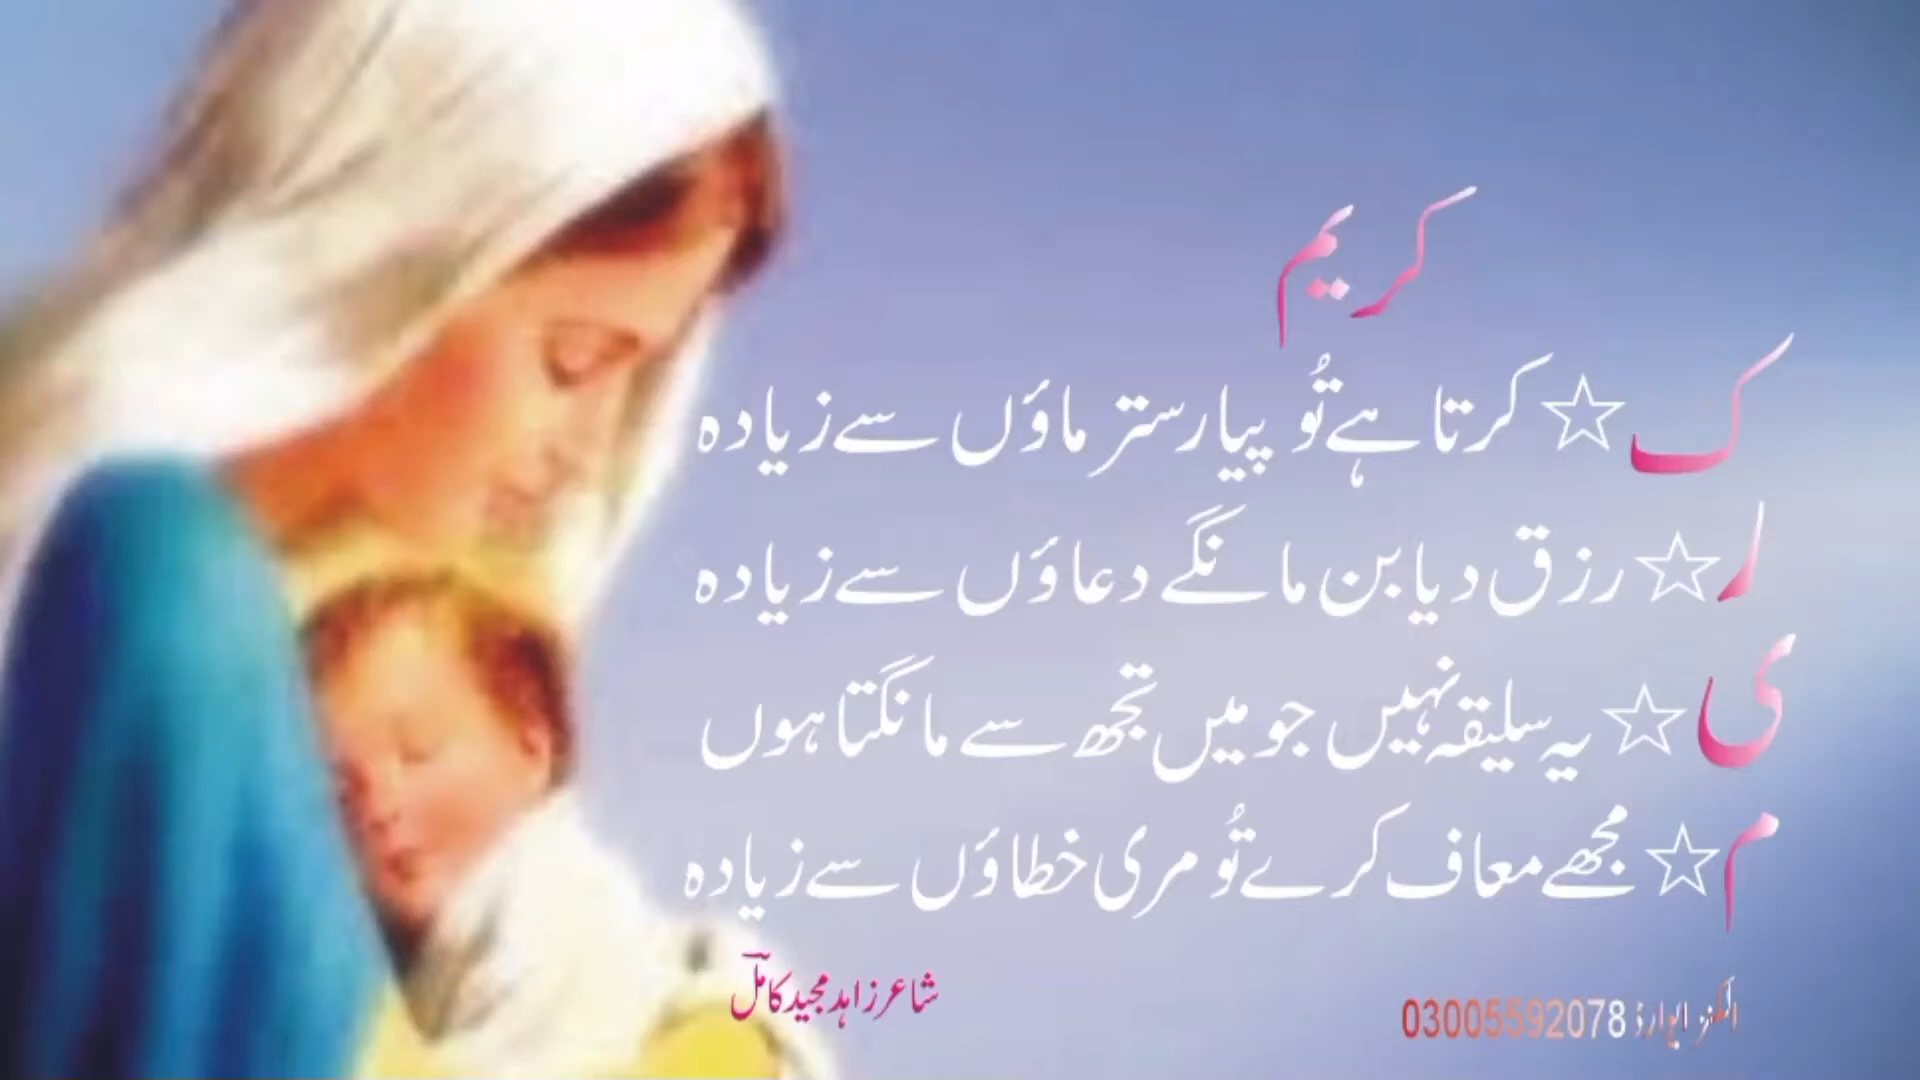 کریم
ک ☆ کرتا ہے تُو پیار ستر ماؤں سے زیادہ
ر ☆ رزق دیا بن مانگے دعاؤں سے زیادہ
ی ☆ یہ سلیقہ نہیں جو میں تجھ سے مانگتا ہوں
م ☆ مجھے معاف کرے تُو مری خطاؤں سے زیادہ
شاعر زاہد مجید کاملؔ
ایوارڈ 03005592078